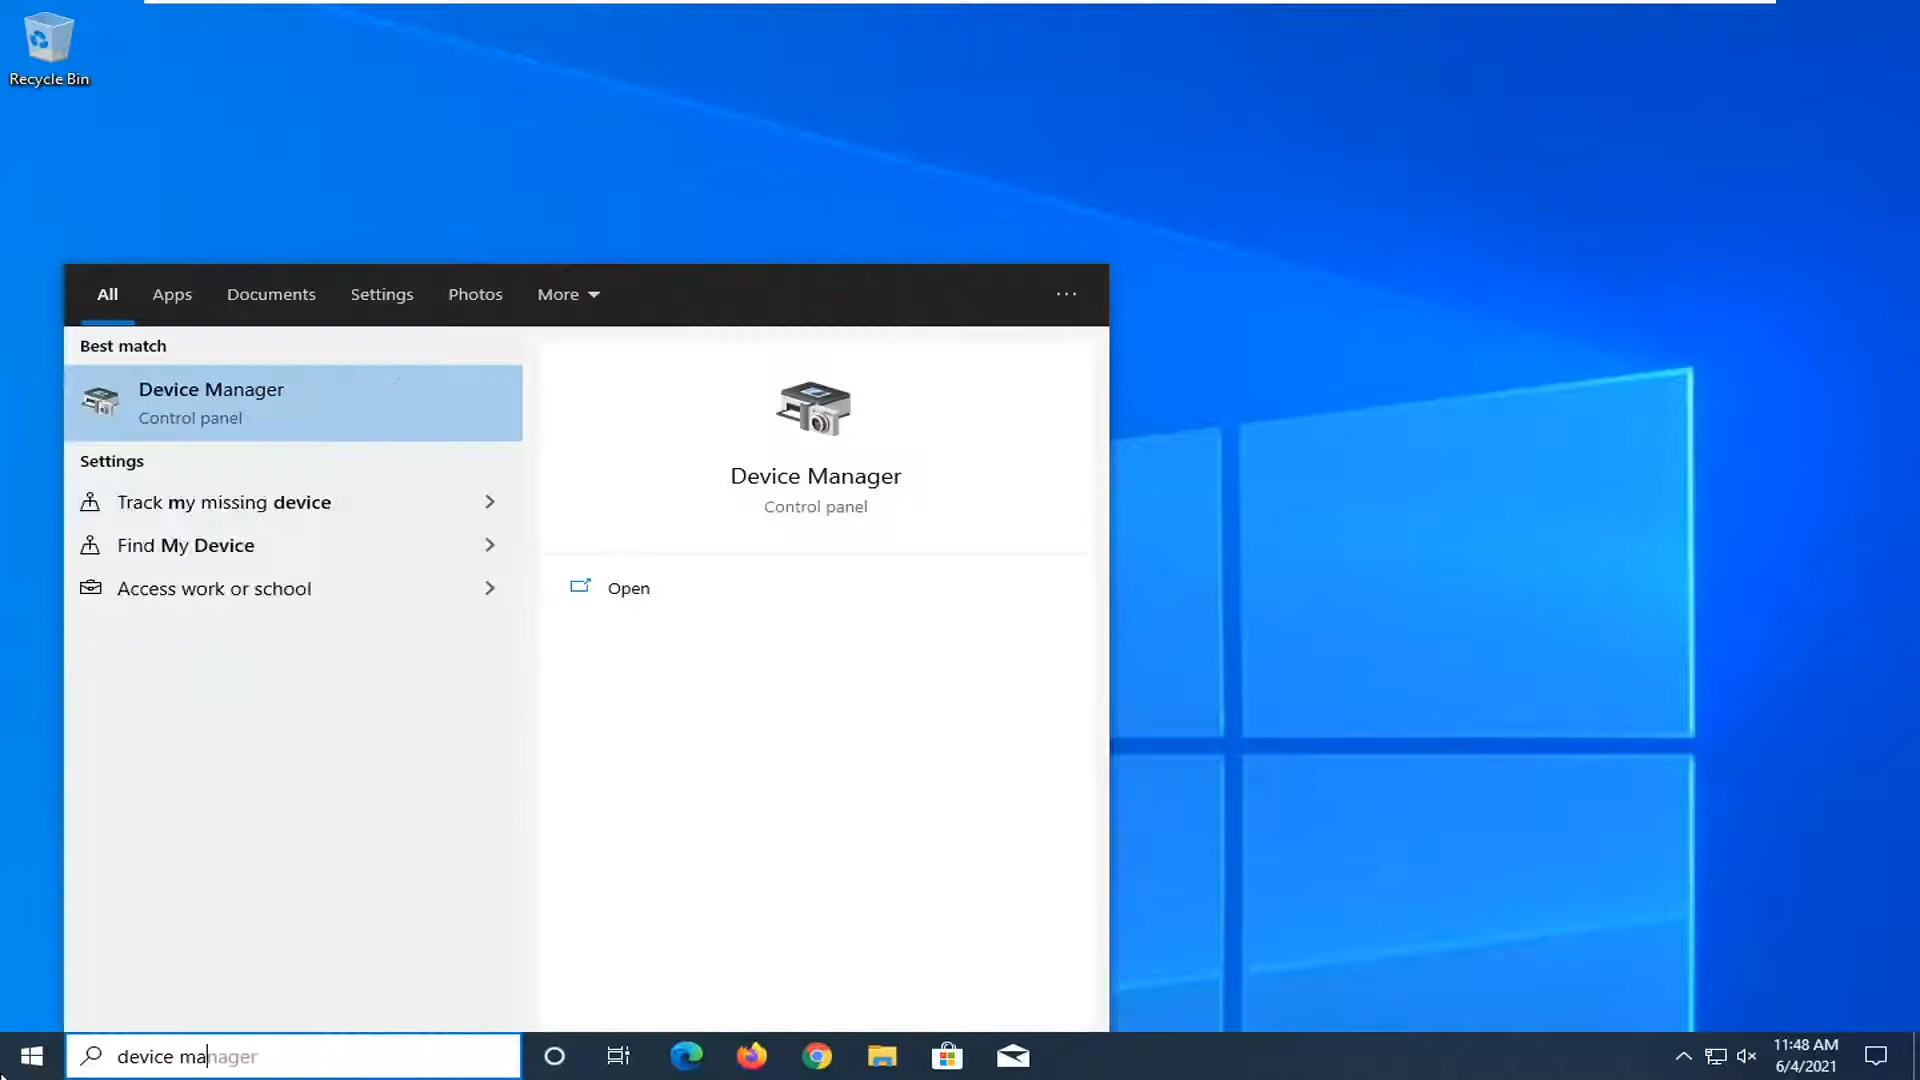 Recycle Bin
All Apps Documents Settings Photos More ...
Best match
Device Manager
Control panel
Settings
Track my missing device
Find My Device
Access work or school
Device Manager
Control panel
Open
device manager
11:48 AM
6/4/2021